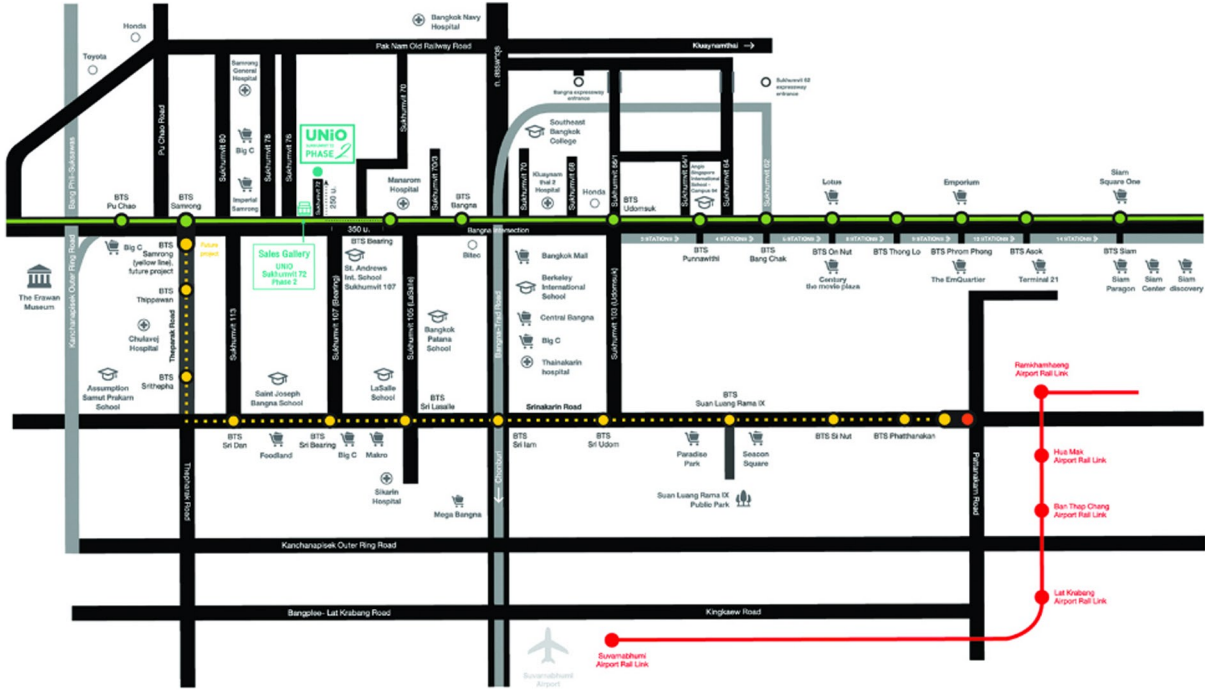 Honda
Toyota
Bangkok Navy
Hospital
Pak Nam Old Railway Road
Kluaynamthai
Samrong
General
Hospital
Bangna expressway
entrance
Sukhumvit 62
expressway
entrance
Pu Chao Road
Sukhumvit 80
Sukhumvit 78
Sukhumvit 76
Sukhumvit 70
Big C
UNiO
SUKHUMVIT 72
PHASE 2
Southeast
Bangkok
College
Sukhumvit 70/3
Sukhumvit 70
Sukhumvit 68
Sukhumvit 66/1
Sukhumvit 64/1
Sukhumvit 64
Sukhumvit 62
Anglo
Singapore
International
School -
Campus 64
Bang Phli-Suksawas
Imperial
Samrong
Sukhumvit 72
250 ม.
Manarom
Hospital
Kluaynam
thai 2
Hospital
Honda
Lotus
Emporium
Siam
Square One
BTS
Pu Chao
BTS
Samrong
BTS
Bangna
BTS
Udomsuk
350 ม.
Bangna intersection
Big C
BTS
Samrong
(yellow line),
future project
Future
project
Sales Gallery
UNiO
Sukhumvit 72
Phase 2
BTS Bearing
St. Andrews
Int. School
Sukhumvit 107
Bitec
Bangkok Mall
3 STATIONS
4 STATIONS
5 STATIONS
8 STATIONS
9 STATIONS
12 STATIONS
14 STATIONS
BTS
Punnawithi
BTS
Bang Chak
BTS On Nut
BTS Thong Lo
BTS Phrom Phong
BTS Asok
BTS Siam
Century
the movie plaza
The EmQuartier
Terminal 21
Siam
Paragon
Siam
Center
Siam
discovery
The Erawan
Museum
Kanchanapisek Outer Ring Road
BTS
Thippawan
Chulavej
Hospital
Theparak Road
Sukhumvit 113
Sukhumvit 107 (Bearing)
Sukhumvit 105 (LaSalle)
Bangkok
Patana
School
Bangna-Trad Road
Berkeley
International
School
Central Bangna
Big C
Thainakarin
hospital
Sukhumvit 103 (Udomsuk)
BTS
Srithepha
Assumption
Samut Prakarn
School
Saint Joseph
Bangna School
LaSalle
School
BTS
Sri Lasalle
Srinakarin Road
BTS
Suan Luang Rama IX
Ramkhamhaeng
Airport Rail Link
BTS
Sri Dan
Foodland
BTS
Sri Bearing
Big C
Makro
BTS
Sri Iam
BTS
Sri Udom
Paradise
Park
Seacon
Square
BTS Si Nut
BTS Phatthanakan
Hua Mak
Airport Rail Link
Sikarin
Hospital
Mega Bangna
Chonburi
Suan Luang Rama IX
Public Park
Thepharak Road
Pattanakarn Road
Ban Thap Chang
Airport Rail Link
Kanchanapisek Outer Ring Road
Lat Krabang
Airport Rail Link
Bangplee- Lat Krabang Road
Kingkaew Road
Suvarnabhumi
Airport Rail Link
Suvarnabhumi
Airport